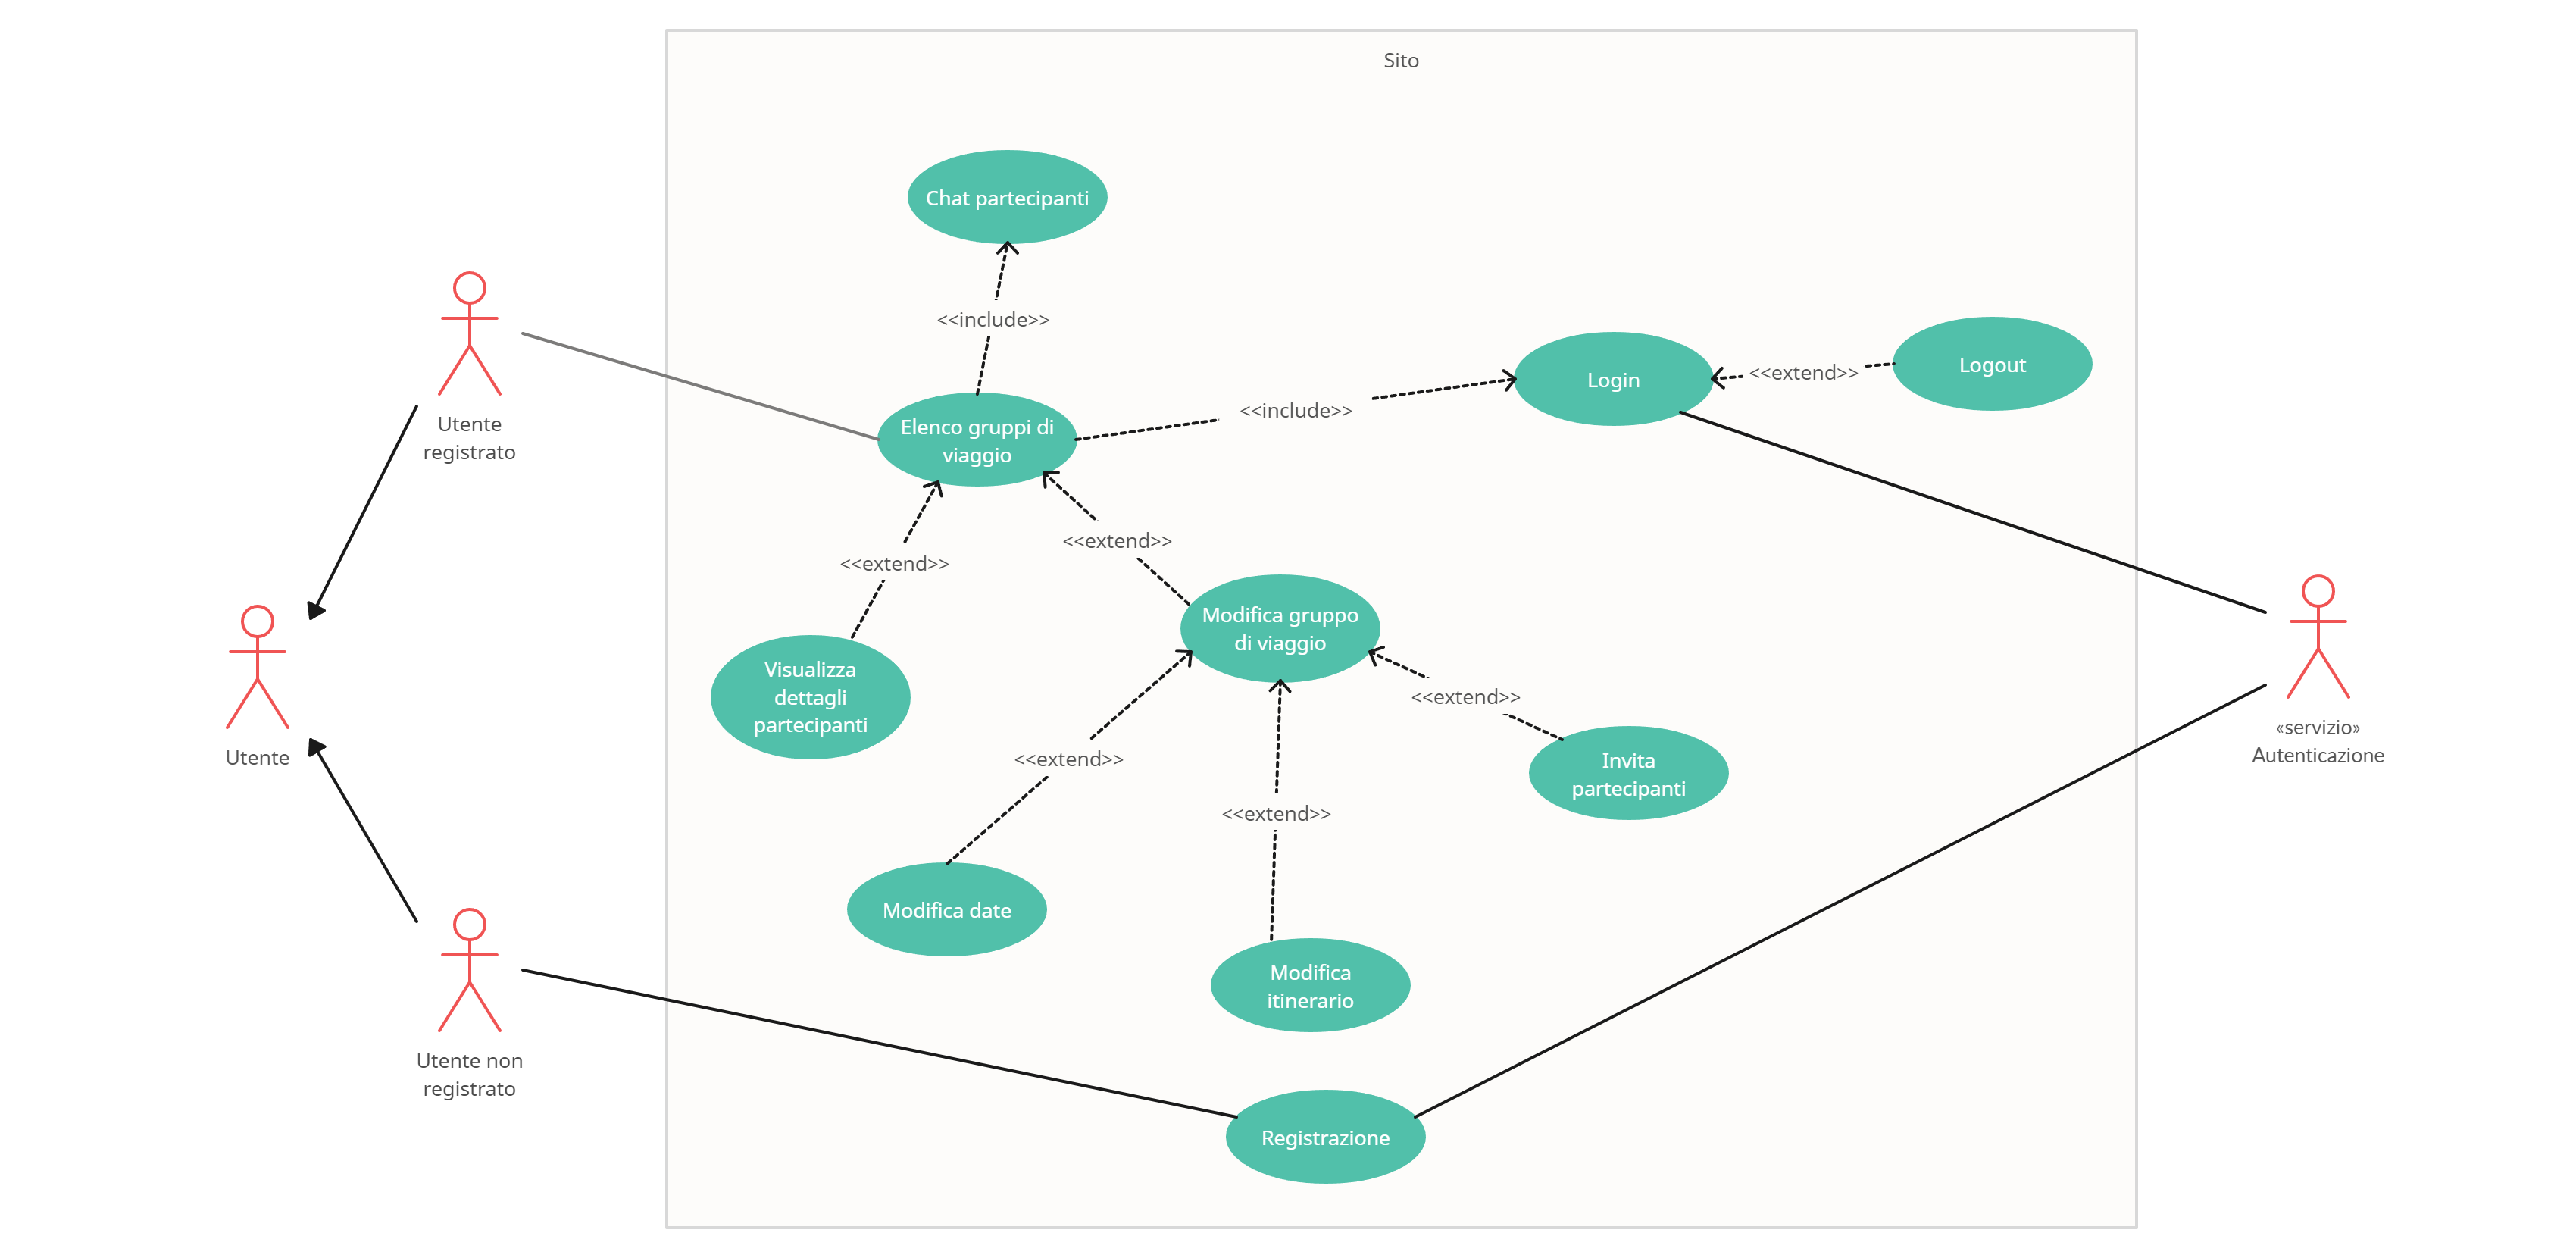 Sito
Chat partecipanti
<<include>>
Utente
registrato
Elenco gruppi di
viaggio
<<include>>
Login
<<extend>>
Logout
<<extend>>
<<extend>>
Modifica gruppo
di viaggio
Visualizza
dettagli
partecipanti
<<extend>>
Utente
<<extend>>
<<extend>>
Invita
partecipanti
«servizio»
Autenticazione
Modifica date
Modifica
itinerario
Utente non
registrato
Registrazione